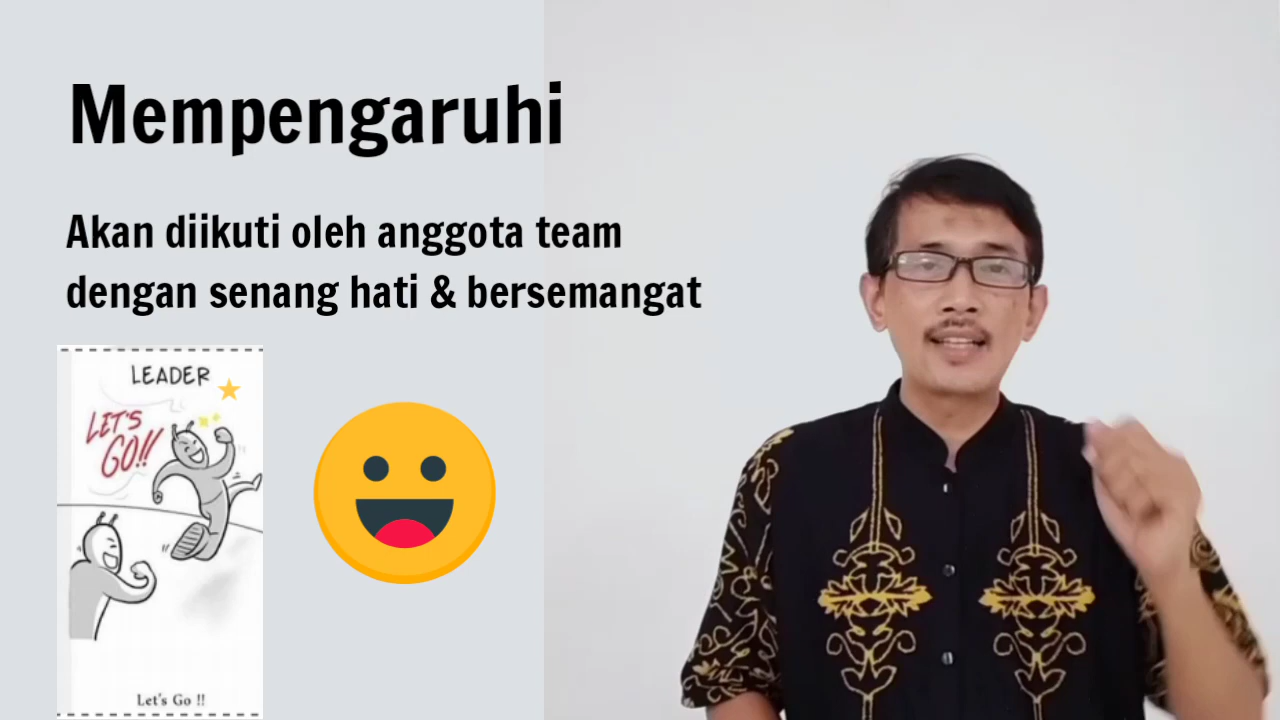 Mempengaruhi
Akan diikuti oleh anggota team
dengan senang hati & bersemangat
LEADER
LET'S
GO!!
Let's Go !!